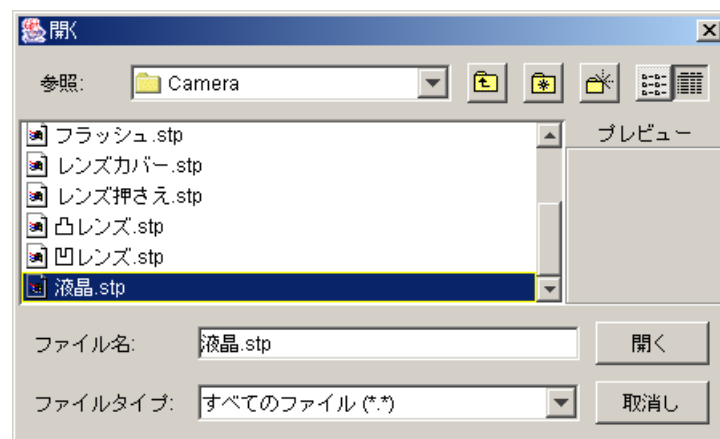 開く
参照: Camera
プレビュー
フラッシュ.stp
レンズカバー.stp
レンズ押さえ.stp
凸レンズ.stp
凹レンズ.stp
液晶.stp
ファイル名: 液晶.stp 開く
ファイルタイプ: すべてのファイル (*.*) 取消し